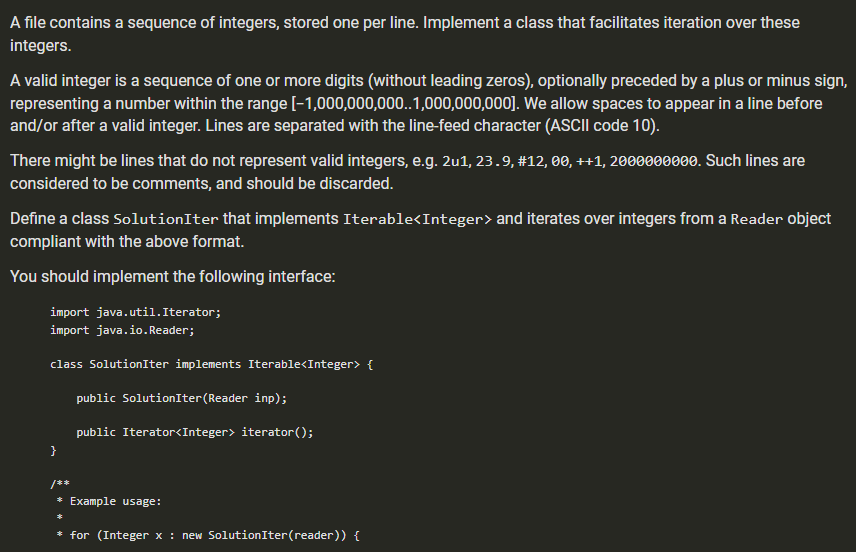 A file contains a sequence of integers, stored one per line. Implement a class that facilitates iteration over these
integers.
A valid integer is a sequence of one or more digits (without leading zeros), optionally preceded by a plus or minus sign,
representing a number within the range [−1,000,000,000..1,000,000,000]. We allow spaces to appear in a line before
and/or after a valid integer. Lines are separated with the line-feed character (ASCII code 10).
There might be lines that do not represent valid integers, e.g. 2u1, 23.9, #12, 00, ++1, 2000000000. Such lines are
considered to be comments, and should be discarded.
Define a class SolutionIter that implements Iterable<Integer> and iterates over integers from a Reader object
compliant with the above format.
You should implement the following interface:
import java.util.Iterator;
import java.io.Reader;
class SolutionIter implements Iterable<Integer> {
public SolutionIter(Reader inp);
public Iterator<Integer> iterator();
}
/**
* Example usage:
*
* for (Integer x : new SolutionIter(reader)) {